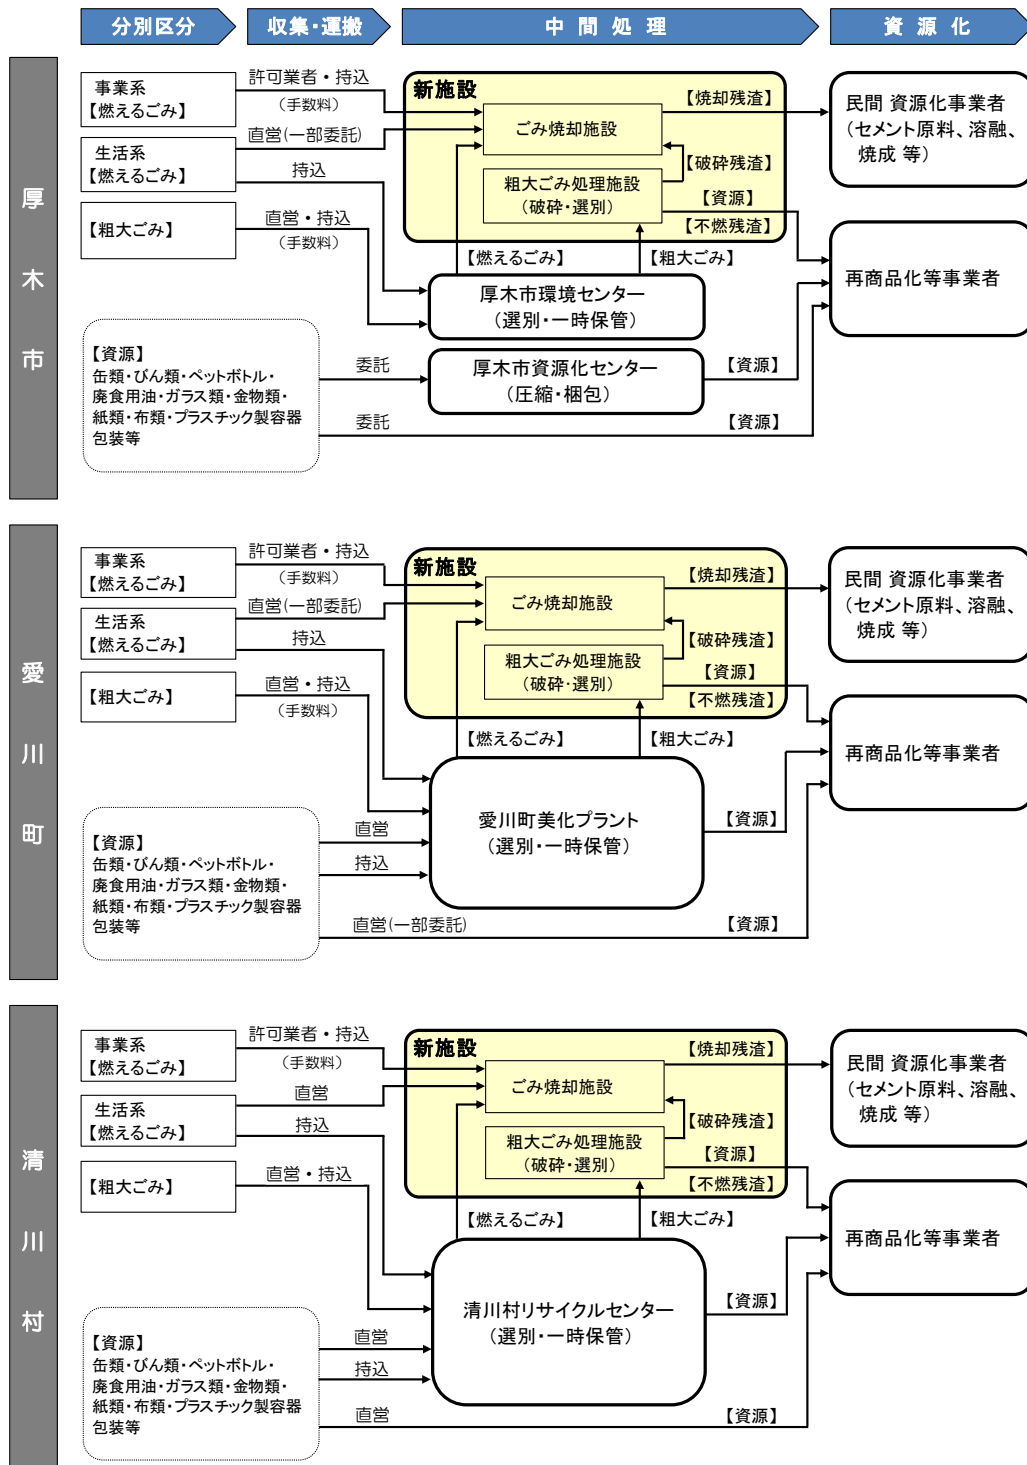 分別区分
収集・運搬
中間処理
資源化
厚木市
事業系
【燃えるごみ】
許可業者・持込
（手数料）
生活系
【燃えるごみ】
直営(一部委託)
持込
【粗大ごみ】
直営・持込
（手数料）
新施設
ごみ焼却施設
【焼却残渣】
【破砕残渣】
粗大ごみ処理施設
（破砕・選別）
【資源】
【不燃残渣】
【燃えるごみ】
【粗大ごみ】
厚木市環境センター
（選別・一時保管）
民間 資源化事業者
（セメント原料、溶融、
焼成 等）
再商品化等事業者
【資源】
缶類・びん類・ペットボトル・
廃食用油・ガラス類・金物類・
紙類・布類・プラスチック製容器
包装等
委託
厚木市資源化センター
（圧縮・梱包）
【資源】
委託
【資源】
愛川町
事業系
【燃えるごみ】
許可業者・持込
（手数料）
生活系
【燃えるごみ】
直営(一部委託)
持込
【粗大ごみ】
直営・持込
（手数料）
新施設
ごみ焼却施設
【焼却残渣】
【破砕残渣】
粗大ごみ処理施設
（破砕・選別）
【資源】
【不燃残渣】
【燃えるごみ】
【粗大ごみ】
愛川町美化プラント
（選別・一時保管）
民間 資源化事業者
（セメント原料、溶融、
焼成 等）
再商品化等事業者
【資源】
缶類・びん類・ペットボトル・
廃食用油・ガラス類・金物類・
紙類・布類・プラスチック製容器
包装等
直営
持込
【資源】
直営(一部委託)
【資源】
清川村
事業系
【燃えるごみ】
許可業者・持込
（手数料）
生活系
【燃えるごみ】
直営
持込
【粗大ごみ】
直営・持込
新施設
ごみ焼却施設
【焼却残渣】
【破砕残渣】
粗大ごみ処理施設
（破砕・選別）
【資源】
【不燃残渣】
【燃えるごみ】
【粗大ごみ】
清川村リサイクルセンター
（選別・一時保管）
民間 資源化事業者
（セメント原料、溶融、
焼成 等）
再商品化等事業者
【資源】
缶類・びん類・ペットボトル・
廃食用油・ガラス類・金物類・
紙類・布類・プラスチック製容器
包装等
直営
持込
【資源】
直営
【資源】